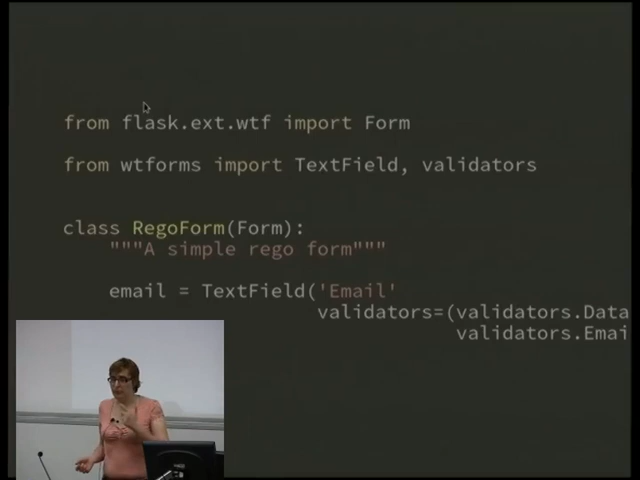 from flask.ext.wtf import Form
from wtforms import TextField, validators
class RegoForm(Form):
"""A simple rego form"""
email = TextField('Email'
validators=(validators.Data
validators.Emai